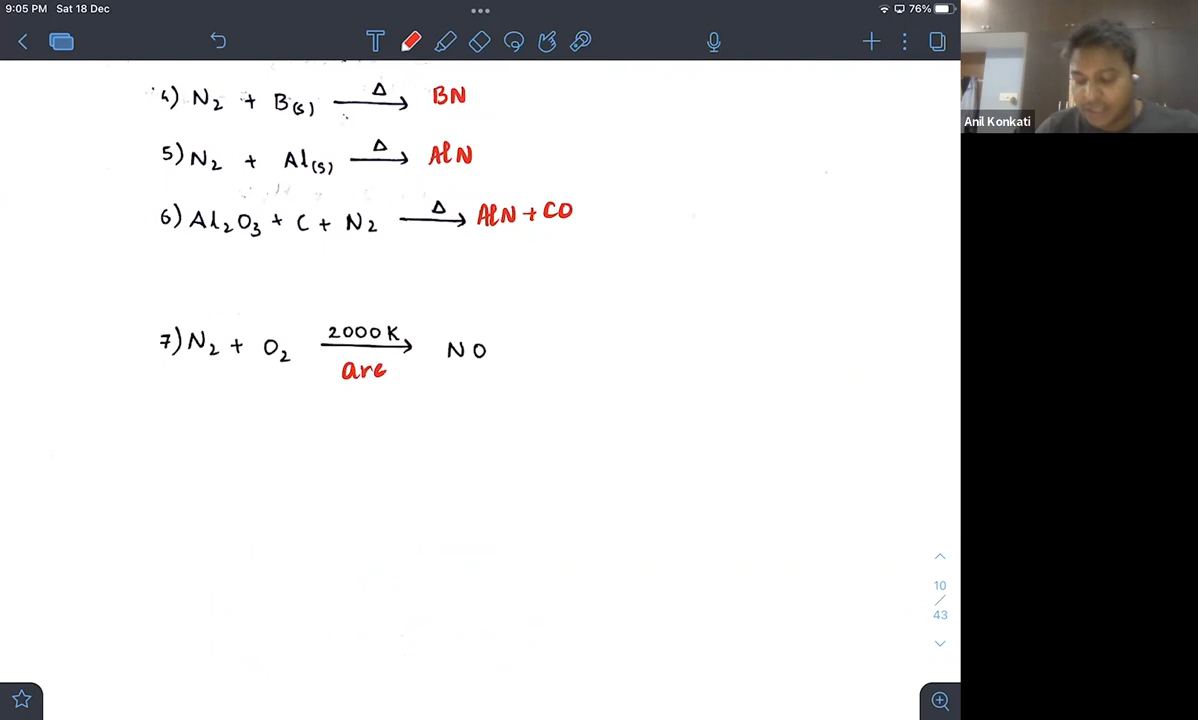 9:05 PM Sat 18 Dec
76%
T
4) N₂ + B(s) —Δ→ BN
Anil Konkati
5) N₂ + Al(s) —Δ→ AlN
6) Al₂O₃ + C + N₂ —Δ→ AlN + CO
7) N₂ + O₂ —2000 K→ NO
arc
10
/
43